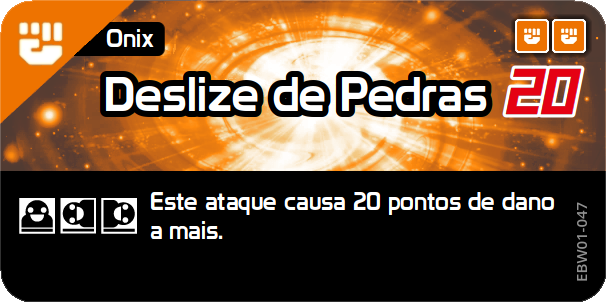 Onix
Deslize de Pedras 20
Este ataque causa 20 pontos de dano
a mais.
EBW01-047